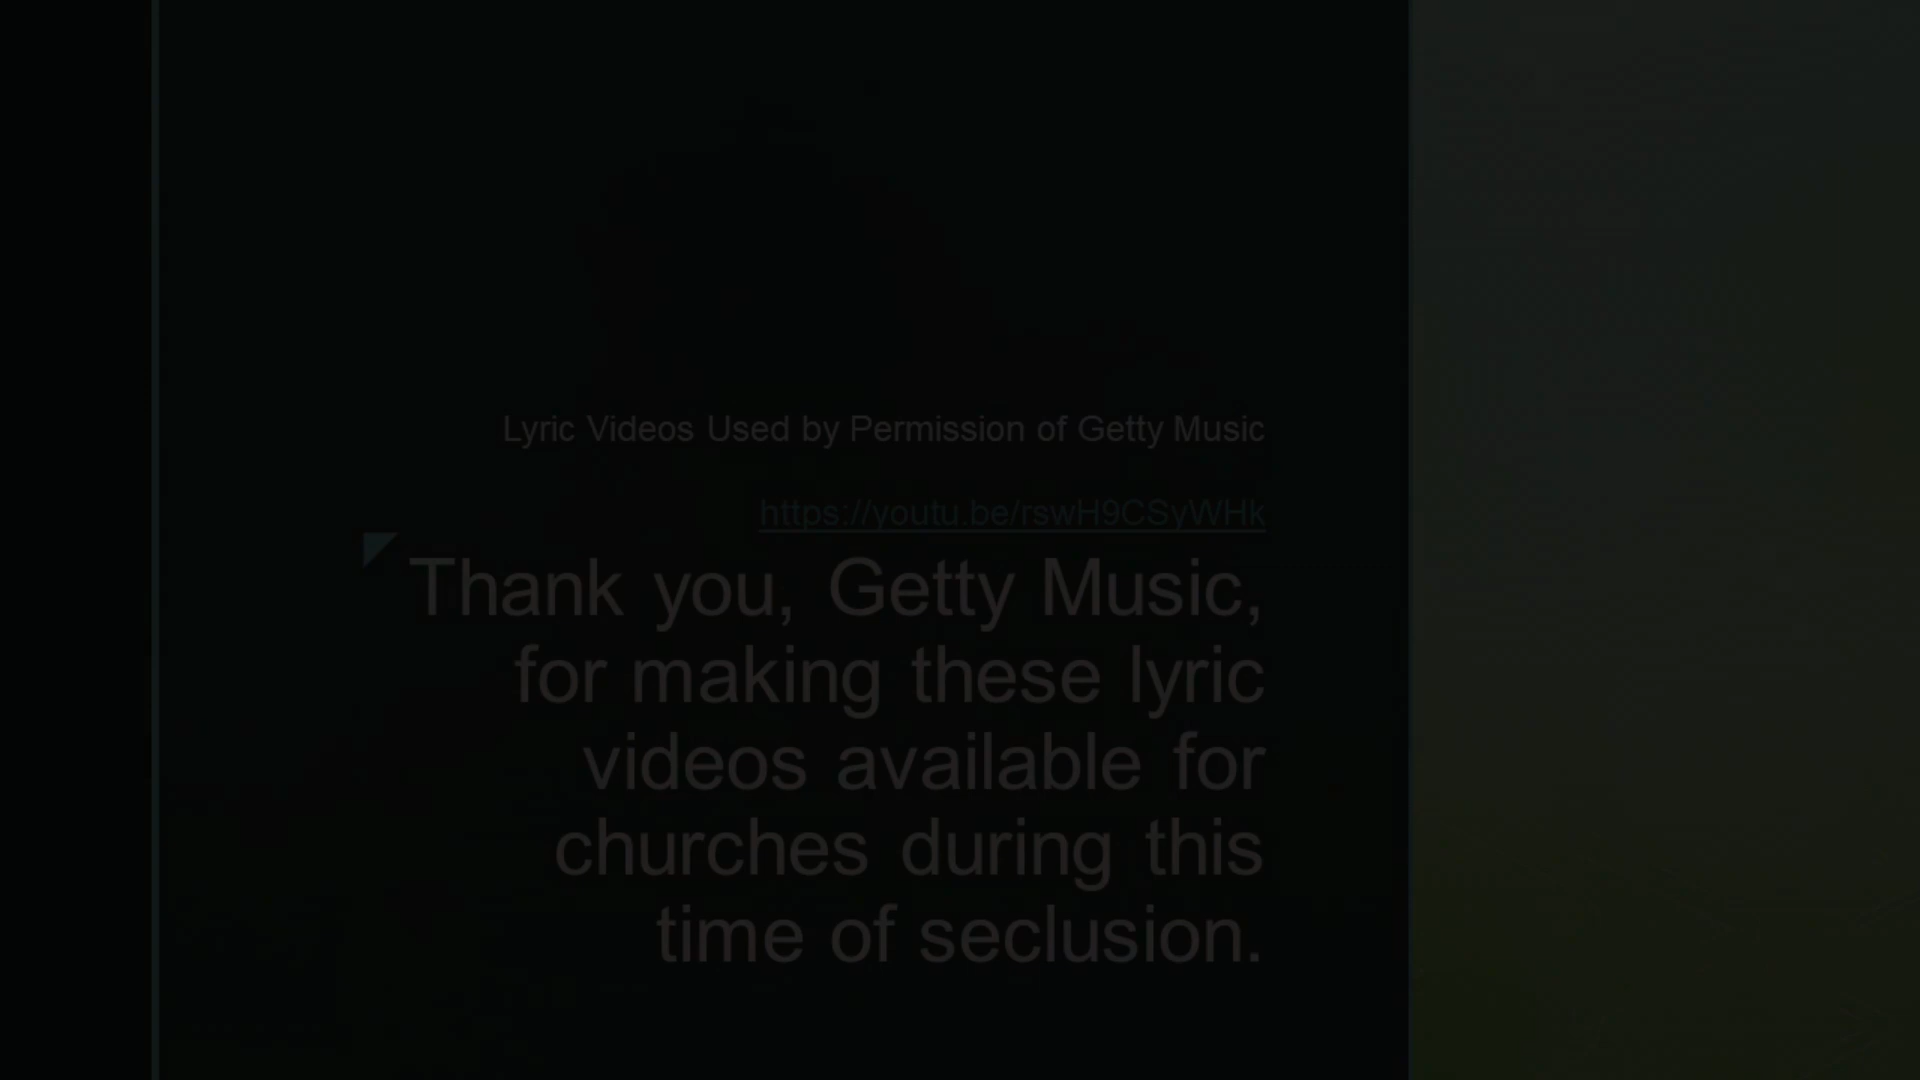 Lyric Videos Used by Permission of Getty Music
https://youtu.be/rswH9CSyWHk
Thank you, Getty Music,
for making these lyric
videos available for
churches during this
time of seclusion.